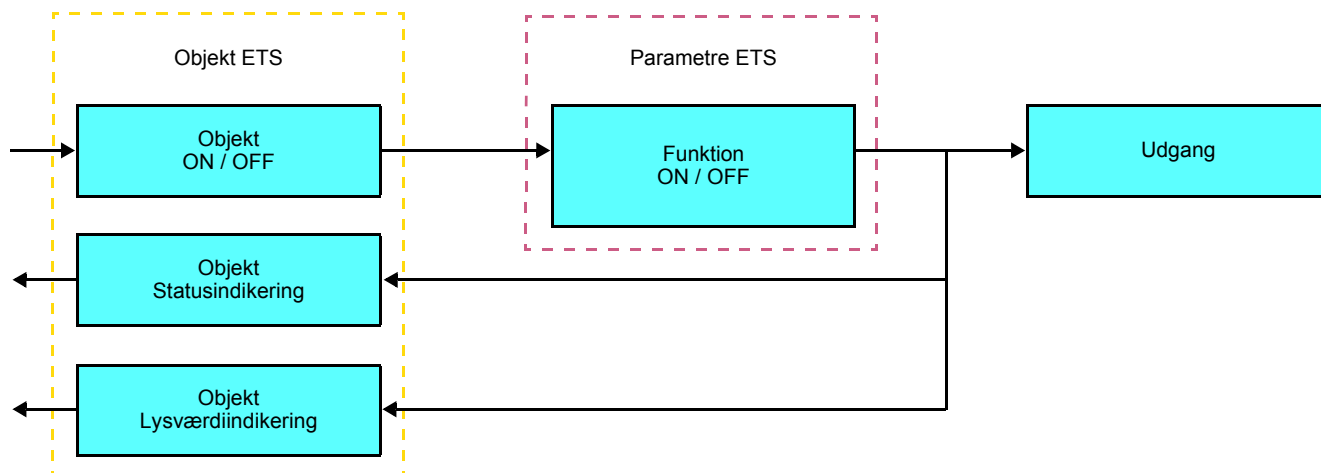 Objekt ETS
Parametre ETS
Objekt
ON / OFF
Funktion
ON / OFF
Udgang
Objekt
Statusindikering
Objekt
Lysværdiindikering